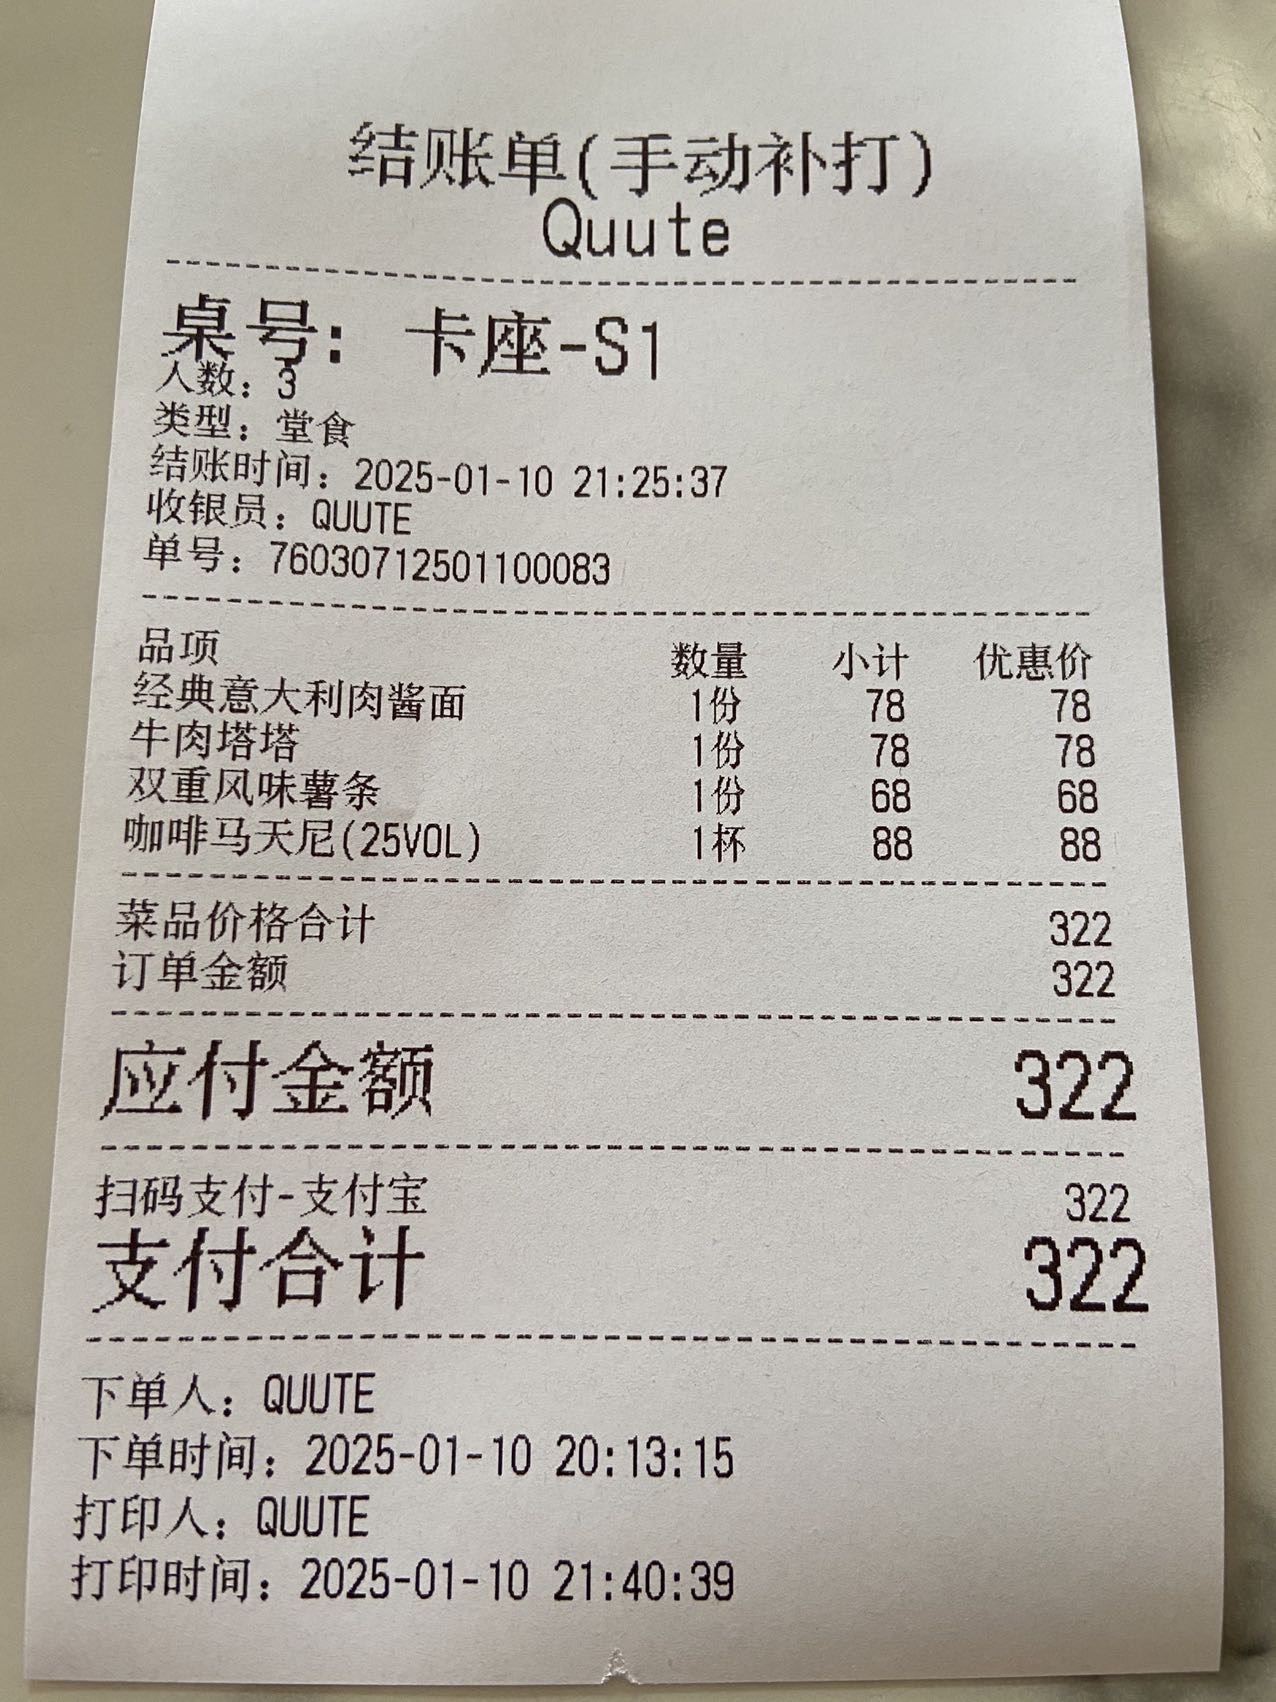 结账单(手动补打)
Quute
桌号: 卡座-S1
人数: 3
类型: 堂食
结账时间: 2025-01-10 21:25:37
收银员: QUUTE
单号: 76030712501100083
品项 数量 小计 优惠价
经典意大利肉酱面 1份 78 78
牛肉塔塔 1份 78 78
双重风味薯条 1份 68 68
咖啡马天尼(25VOL) 1杯 88 88
菜品价格合计 322
订单金额 322
应付金额 322
扫码支付-支付宝 322
支付合计 322
下单人: QUUTE
下单时间: 2025-01-10 20:13:15
打印人: QUUTE
打印时间: 2025-01-10 21:40:39